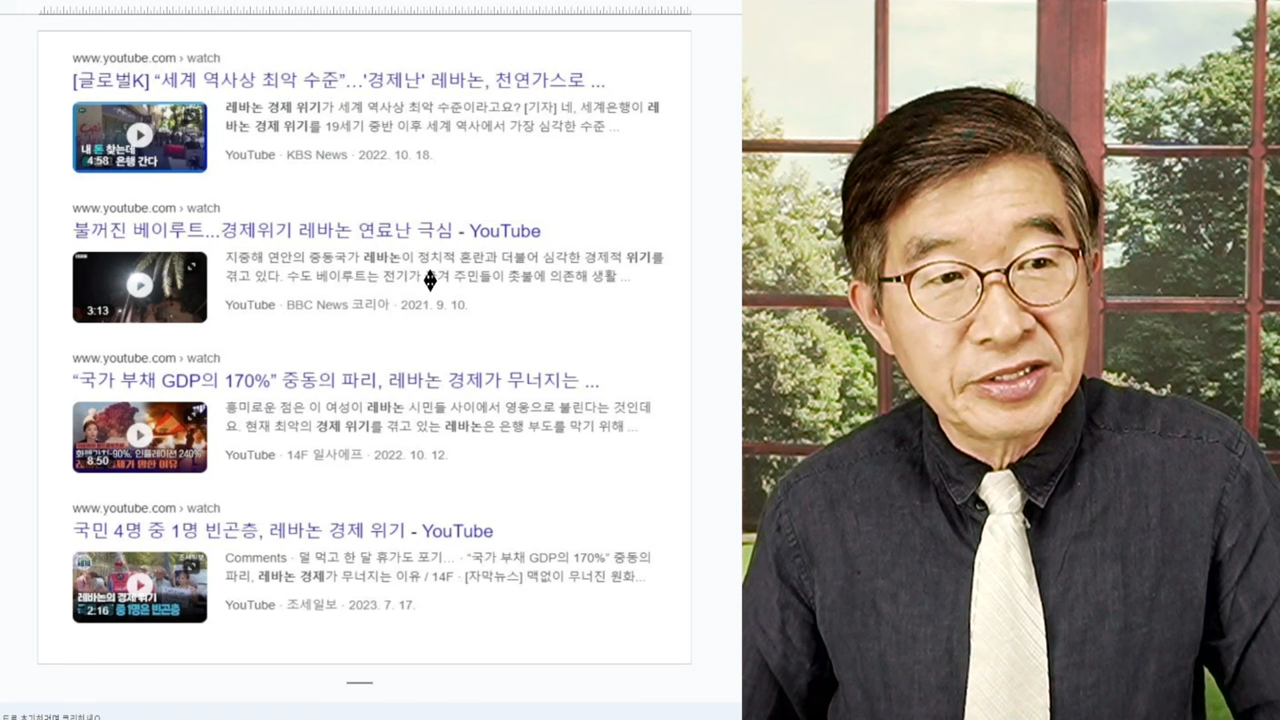 www.youtube.com › watch
[글로벌K] “세계 역사상 최악 수준”...'경제난' 레바논, 천연가스로 ...
레바논 경제 위기가 세계 역사상 최악 수준이라고요? [기자] 네, 세계은행이 레
바논 경제 위기를 19세기 중반 이후 세계 역사에서 가장 심각한 수준 ...
내 돈 찾는데
4:58 은행 간다
YouTube · KBS News · 2022. 10. 18.
www.youtube.com › watch
불꺼진 베이루트...경제위기 레바논 연료난 극심 - YouTube
지중해 연안의 중동국가 레바논이 정치적 혼란과 더불어 심각한 경제적 위기를
겪고 있다. 수도 베이루트는 전기가 주민들이 촛불에 의존해 생활 ...
3:13
YouTube · BBC News 코리아 · 2021. 9. 10.
www.youtube.com › watch
“국가 부채 GDP의 170%” 중동의 파리, 레바논 경제가 무너지는 ...
흥미로운 점은 이 여성이 레바논 시민들 사이에서 영웅으로 불린다는 것인데
요. 현재 최악의 경제 위기를 겪고 있는 레바논은 은행 부도를 막기 위해 ...
화폐가치-90%, 인플레이션 240%
8:50
YouTube · 14F 일사에프 · 2022. 10. 12.
www.youtube.com › watch
국민 4명 중 1명 빈곤층, 레바논 경제 위기 - YouTube
Comments · 덜 먹고 한 달 휴가도 포기... · “국가 부채 GDP의 170%” 중동의
파리, 레바논 경제가 무너지는 이유 / 14F · [자막뉴스] 맥없이 무너진 원화...
조세일보
레바논의 경제 위기
2:16 중 1명은 빈곤층
YouTube · 조세일보 · 2023. 7. 17.